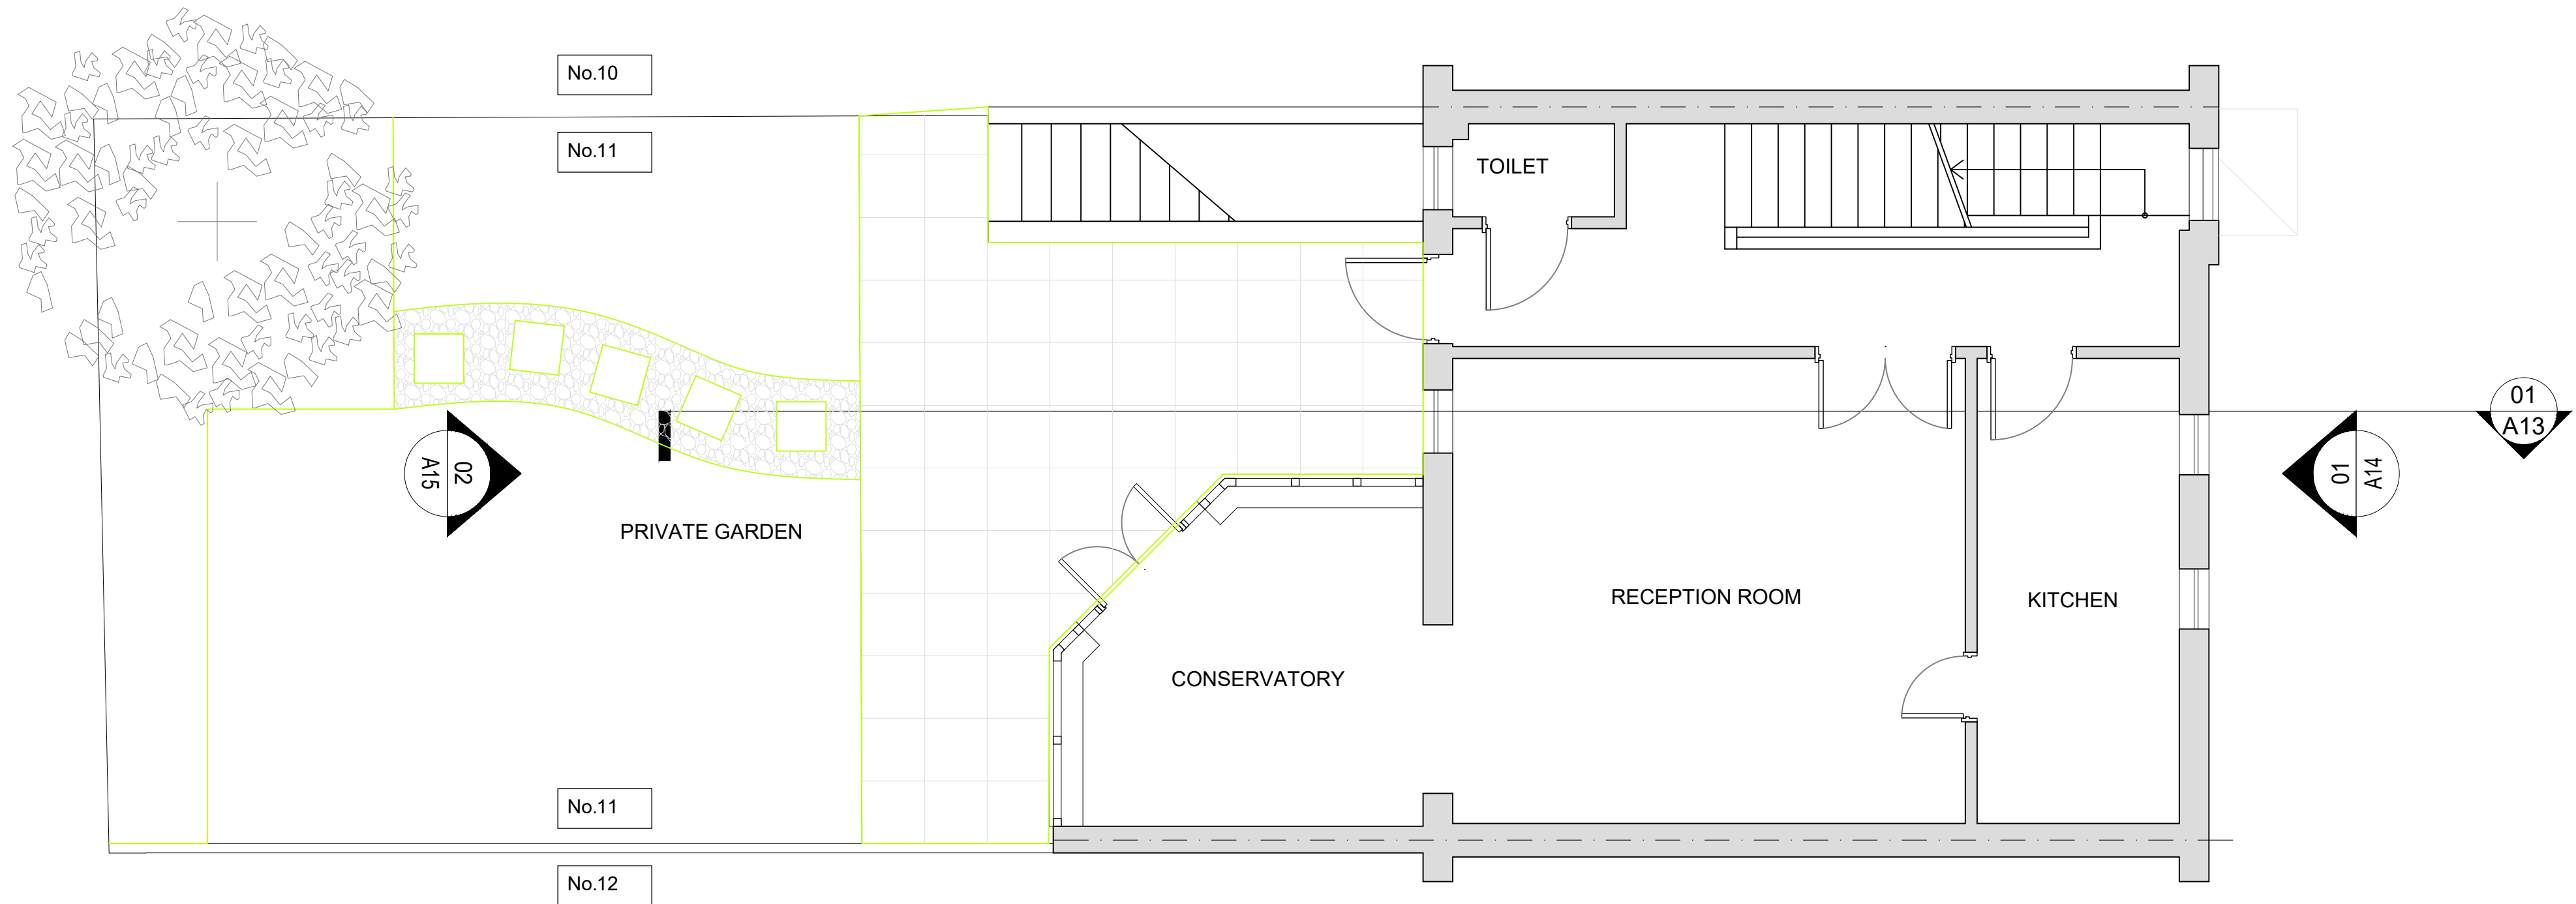 No.10
No.11
TOILET
01
A13
02
A15
01
A14
PRIVATE GARDEN
RECEPTION ROOM
KITCHEN
CONSERVATORY
No.11
No.12